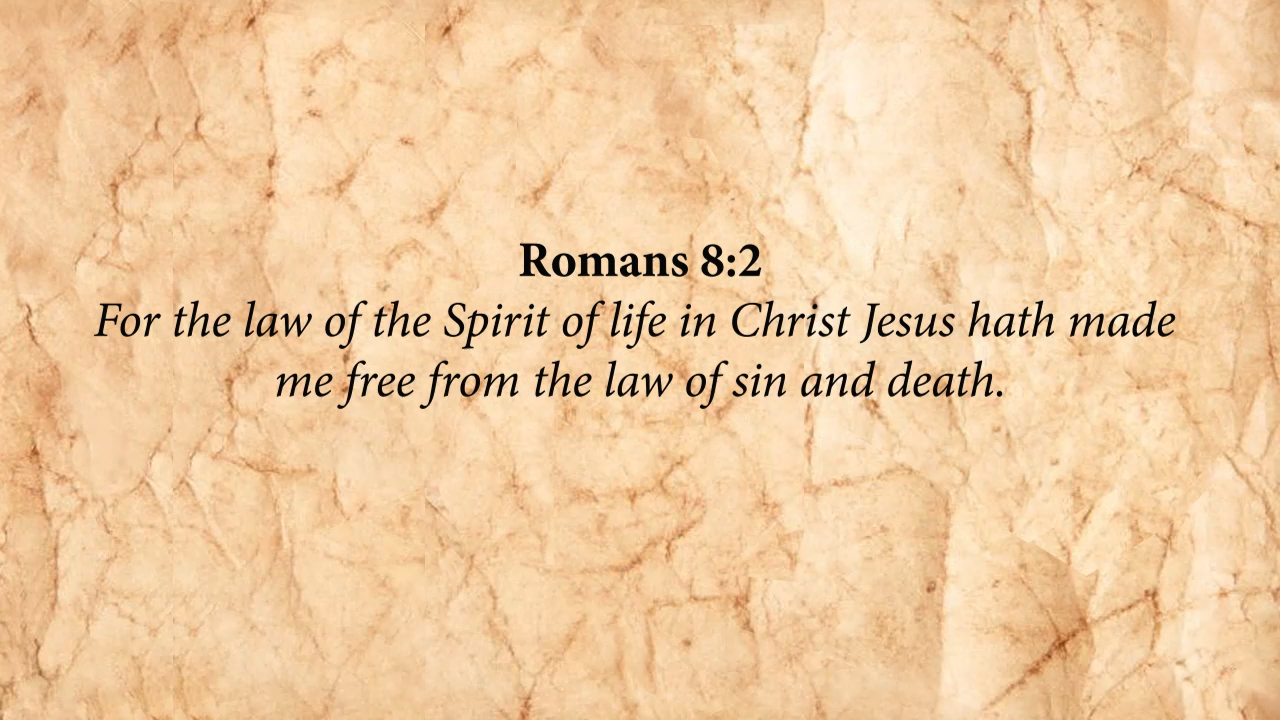 Romans 8:2
For the law of the Spirit of life in Christ Jesus hath made
me free from the law of sin and death.